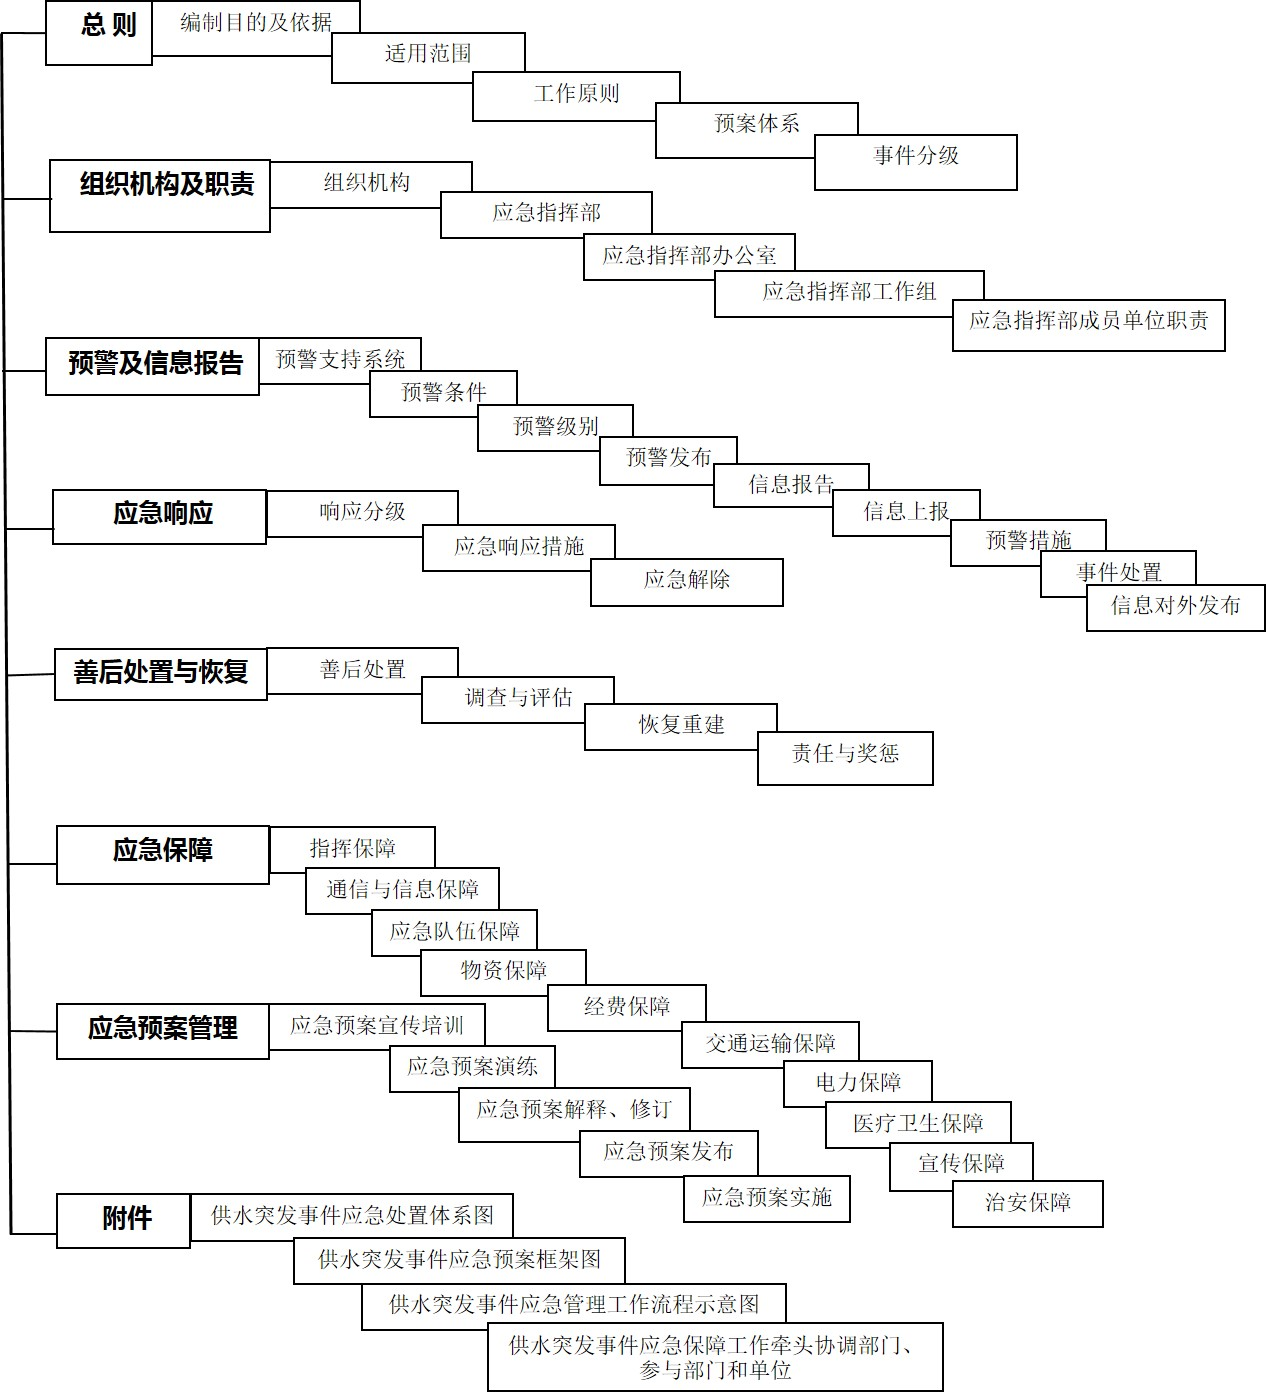 总 则
编制目的及依据
适用范围
工作原则
预案体系
事件分级
组织机构及职责
组织机构
应急指挥部
应急指挥部办公室
应急指挥部工作组
应急指挥部成员单位职责
预警及信息报告
预警支持系统
预警条件
预警级别
预警发布
信息报告
信息上报
预警措施
事件处置
信息对外发布
应急响应
响应分级
应急响应措施
应急解除
善后处置与恢复
善后处置
调查与评估
恢复重建
责任与奖惩
应急保障
指挥保障
通信与信息保障
应急队伍保障
物资保障
经费保障
交通运输保障
电力保障
医疗卫生保障
宣传保障
治安保障
应急预案管理
应急预案宣传培训
应急预案演练
应急预案解释、修订
应急预案发布
应急预案实施
附件
供水突发事件应急处置体系图
供水突发事件应急预案框架图
供水突发事件应急管理工作流程示意图
供水突发事件应急保障工作牵头协调部门、
参与部门和单位